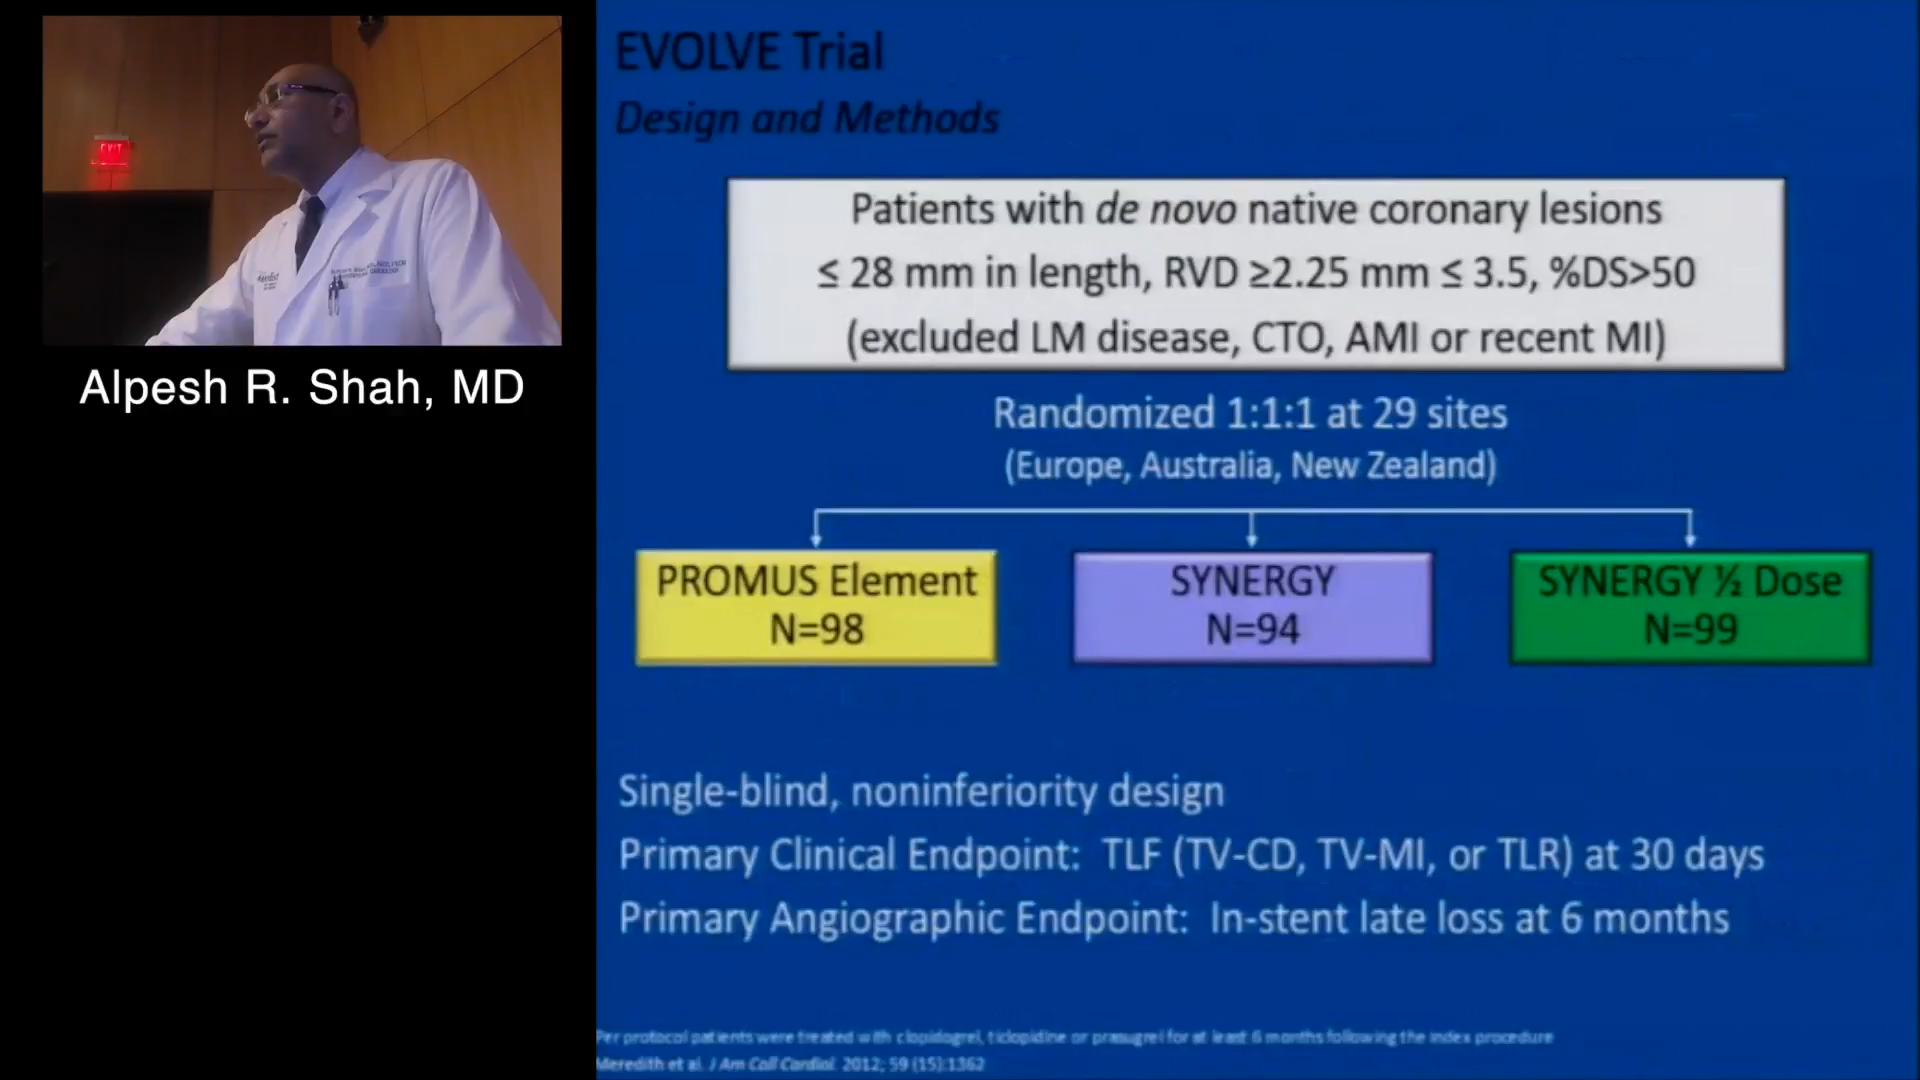 EXIT
Alpesh R. Shah, MD
EVOLVE Trial
Design and Methods
Patients with de novo native coronary lesions
≤ 28 mm in length, RVD ≥2.25 mm ≤ 3.5, %DS>50
(excluded LM disease, CTO, AMI or recent MI)
Randomized 1:1:1 at 29 sites
(Europe, Australia, New Zealand)
PROMUS Element
N=98
SYNERGY
N=94
SYNERGY ½ Dose
N=99
Single-blind, noninferiority design
Primary Clinical Endpoint: TLF (TV-CD, TV-MI, or TLR) at 30 days
Primary Angiographic Endpoint: In-stent late loss at 6 months
Per protocol patients were treated with clopidogrel, ticlopidine or prasugrel for at least 6 months following the index procedure
Meredith et al. J Am Coll Cardiol. 2012; 59 (15):1362